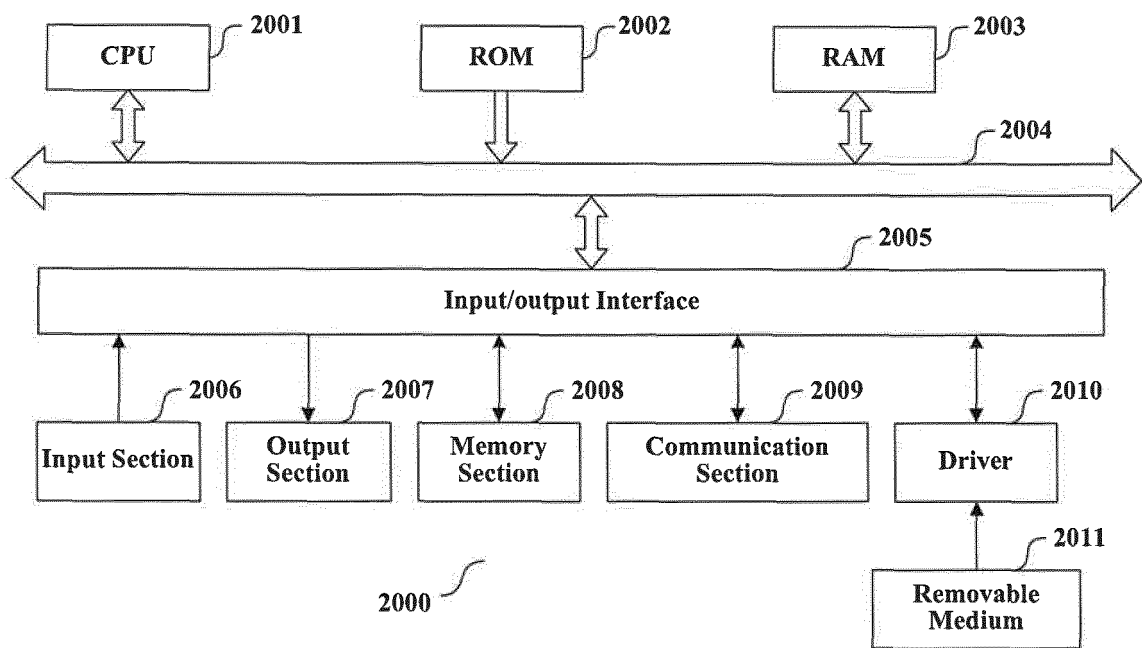 2001
CPU
2002
ROM
2003
RAM
2004
2005
Input/output Interface
2006
Input Section
2007
Output
Section
2008
Memory
Section
2009
Communication
Section
2010
Driver
2011
Removable
Medium
2000